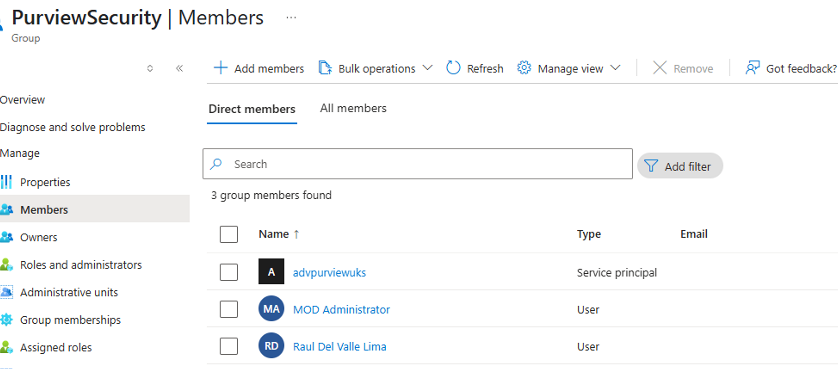 PurviewSecurity | Members ...
Group
Add members Bulk operations Refresh Manage view Remove Got feedback?
Overview
Diagnose and solve problems
Manage
Properties
Members
Owners
Roles and administrators
Administrative units
Group memberships
Assigned roles
Direct members All members
Search Add filter
3 group members found
Name ↑ Type Email
A advpurviewuks Service principal
MA MOD Administrator User
RD Raul Del Valle Lima User